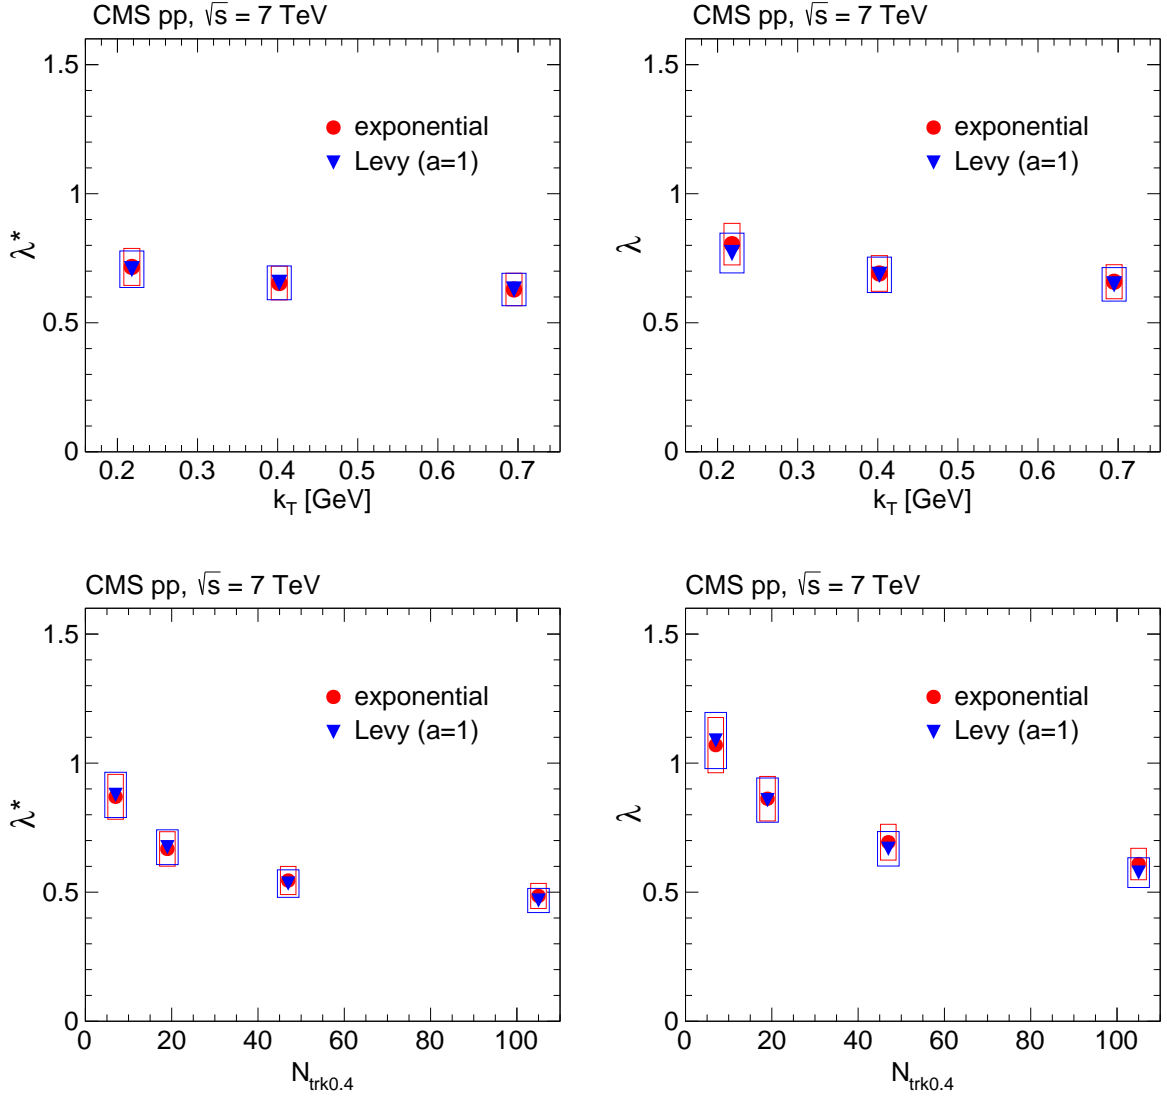 CMS pp, √s = 7 TeV
λ*
1.5
1
0.5
0
exponential
Levy (a=1)
0.2 0.3 0.4 0.5 0.6 0.7
k_T [GeV]
CMS pp, √s = 7 TeV
λ
1.5
1
0.5
0
exponential
Levy (a=1)
0.2 0.3 0.4 0.5 0.6 0.7
k_T [GeV]
CMS pp, √s = 7 TeV
λ*
1.5
1
0.5
0
exponential
Levy (a=1)
0 20 40 60 80 100
N_trk0.4
CMS pp, √s = 7 TeV
λ
1.5
1
0.5
0
exponential
Levy (a=1)
0 20 40 60 80 100
N_trk0.4